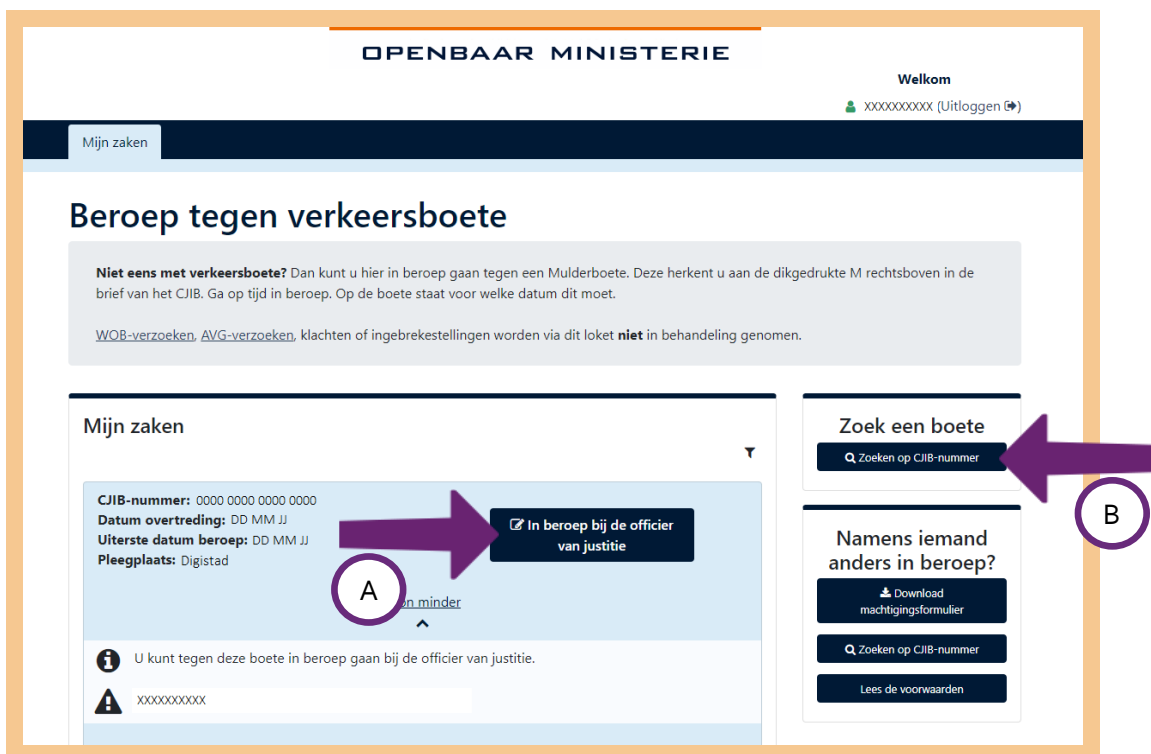 OPENBAAR MINISTERIE
Welkom
XXXXXXXXXX (Uitloggen)
Mijn zaken
Beroep tegen verkeersboete
Niet eens met verkeersboete? Dan kunt u hier in beroep gaan tegen een Mulderboete. Deze herkent u aan de dikgedrukte M rechtsboven in de
brief van het CJIB. Ga op tijd in beroep. Op de boete staat voor welke datum dit moet.
WOB-verzoeken, AVG-verzoeken, klachten of ingebrekestellingen worden via dit loket niet in behandeling genomen.
Mijn zaken
CJIB-nummer: 0000 0000 0000 0000
Datum overtreding: DD MM JJ
Uiterste datum beroep: DD MM JJ
Pleegplaats: Digistad
In beroep bij de officier
van justitie
A
minder
U kunt tegen deze boete in beroep gaan bij de officier van justitie.
XXXXXXXXXX
Zoek een boete
Zoeken op CJIB-nummer
B
Namens iemand
anders in beroep?
Download
machtigingsformulier
Zoeken op CJIB-nummer
Lees de voorwaarden